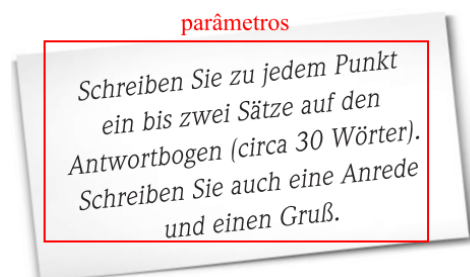 parâmetros
Schreiben Sie zu jedem Punkt
ein bis zwei Sätze auf den
Antwortbogen (circa 30 Wörter).
Schreiben Sie auch eine Anrede
und einen Gruß.